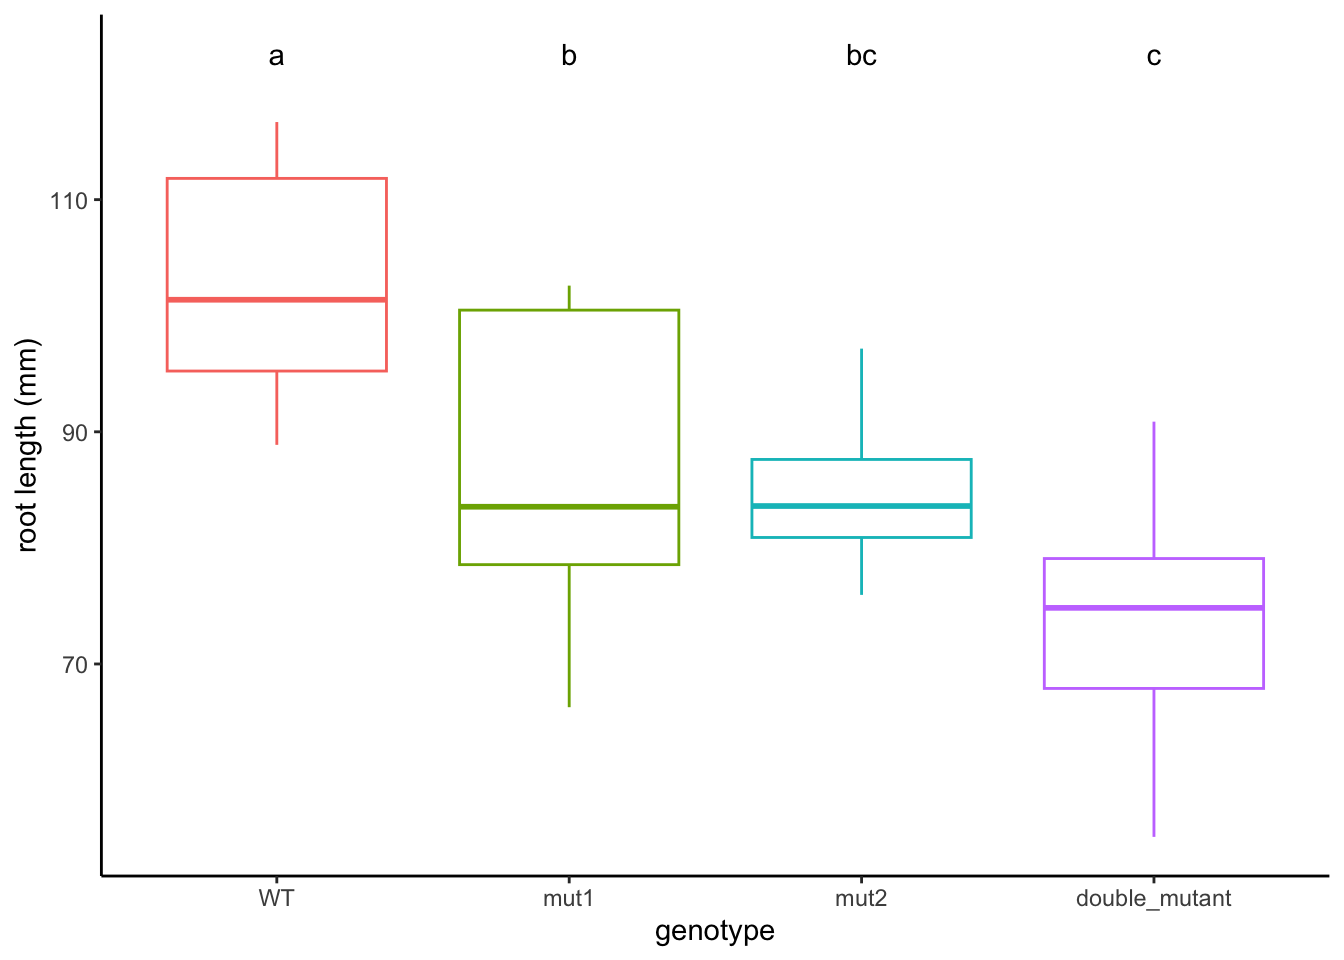 a b bc c
110
90
70
root length (mm)
WT mut1 mut2 double_mutant
genotype